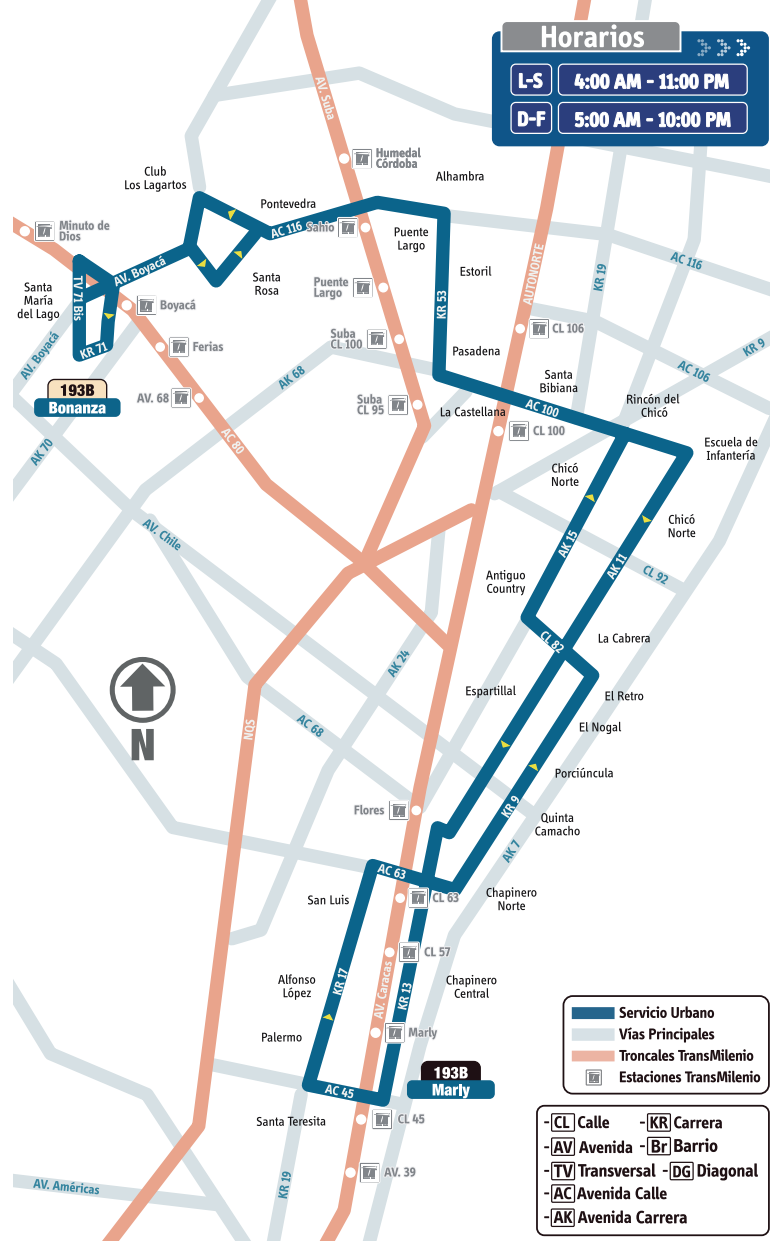 Horarios
L-S
4:00 AM - 11:00 PM
D-F
5:00 AM - 10:00 PM
AV. Suba
Humedal
Córdoba
Club
Los Lagartos
Alhambra
Pontevedra
Minuto de
Dios
AC 116
Sahio
Puente
Largo
AUTONORTE
AC 116
KR 19
Santa
María
del Lago
TV 71 Bis
AV. Boyacá
Santa
Rosa
Estoril
Puente
Largo
KR 53
Boyacá
Suba
CL 100
CL 106
KR 9
AV. Boyacá
KR 71
Ferias
Pasadena
AC 106
193B
Bonanza
AV. 68
AK 68
Suba
CL 95
Santa
Bibiana
La Castellana
AC 100
Rincón del
Chicó
CL 100
AK 70
AC 80
Escuela de
Infantería
Chicó
Norte
Chicó
Norte
AV. Chile
AK 15
AK 11
CL 92
Antiguo
Country
CL 82
La Cabrera
AK 24
Espartillal
El Retro
N
NQS
AC 68
El Nogal
Porciúncula
Flores
KR 9
Quinta
Camacho
AK 7
AC 63
San Luis
CL 63
Chapinero
Norte
CL 57
Alfonso
López
KR 17
AV. Caracas
KR 13
Chapinero
Central
Palermo
Marly
193B
Marly
AC 45
Santa Teresita
CL 45
AV. 39
KR 19
AV. Américas
Servicio Urbano
Vías Principales
Troncales TransMilenio
Estaciones TransMilenio
-CL Calle -KR Carrera
-AV Avenida -Br Barrio
-TV Transversal -DG Diagonal
-AC Avenida Calle
-AK Avenida Carrera